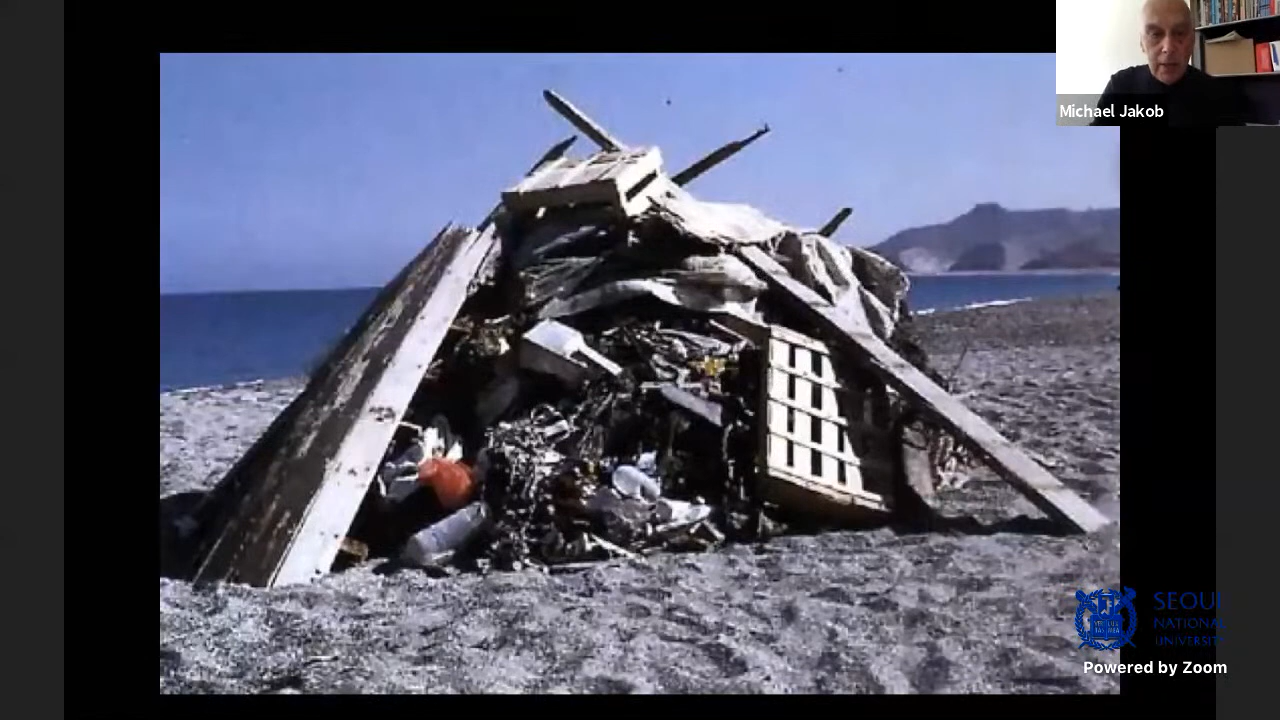 Michael Jakob
SEOUL
NATIONAL
UNIVERSITY
Powered by Zoom